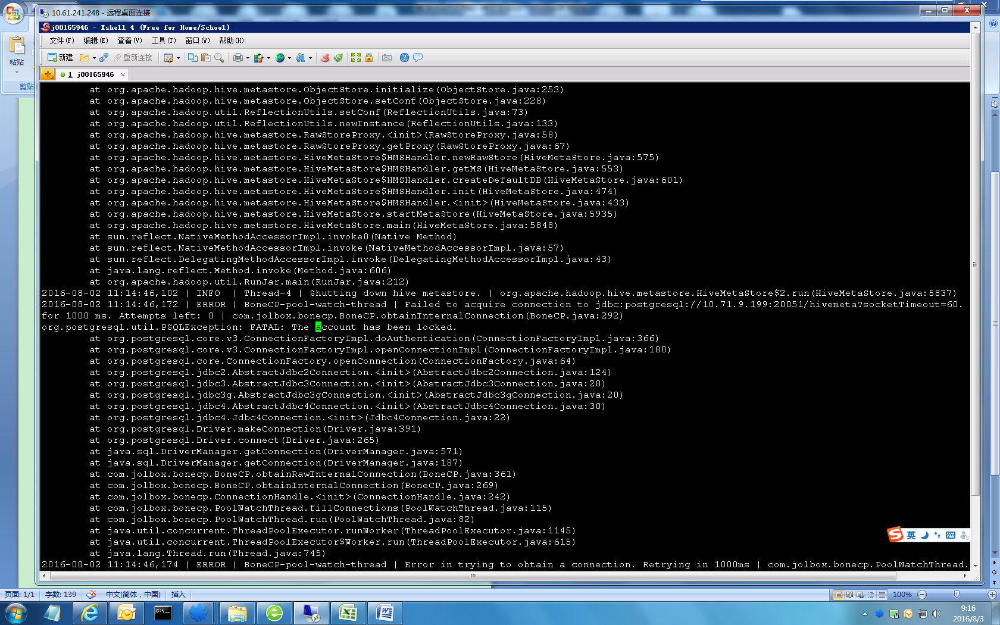 10.61.241.248 - 远程桌面连接
j00165946 - Xshell 4 (Free for Home/School)
文件(F) 编辑(E) 查看(V) 工具(T) 窗口(W) 帮助(H)
粘贴
新建 重新连接
1 j00165946 ×
剪贴
at org.apache.hadoop.hive.metastore.ObjectStore.initialize(ObjectStore.java:253)
at org.apache.hadoop.hive.metastore.ObjectStore.setConf(ObjectStore.java:228)
at org.apache.hadoop.util.ReflectionUtils.setConf(ReflectionUtils.java:73)
at org.apache.hadoop.util.ReflectionUtils.newInstance(ReflectionUtils.java:133)
at org.apache.hadoop.hive.metastore.RawStoreProxy.<init>(RawStoreProxy.java:58)
at org.apache.hadoop.hive.metastore.RawStoreProxy.getProxy(RawStoreProxy.java:67)
at org.apache.hadoop.hive.metastore.HiveMetaStore$HMSHandler.newRawStore(HiveMetaStore.java:575)
at org.apache.hadoop.hive.metastore.HiveMetaStore$HMSHandler.getMS(HiveMetaStore.java:553)
at org.apache.hadoop.hive.metastore.HiveMetaStore$HMSHandler.createDefaultDB(HiveMetaStore.java:601)
at org.apache.hadoop.hive.metastore.HiveMetaStore$HMSHandler.init(HiveMetaStore.java:474)
at org.apache.hadoop.hive.metastore.HiveMetaStore$HMSHandler.<init>(HiveMetaStore.java:433)
at org.apache.hadoop.hive.metastore.HiveMetaStore.startMetaStore(HiveMetaStore.java:5935)
at org.apache.hadoop.hive.metastore.HiveMetaStore.main(HiveMetaStore.java:5848)
at sun.reflect.NativeMethodAccessorImpl.invoke0(Native Method)
at sun.reflect.NativeMethodAccessorImpl.invoke(NativeMethodAccessorImpl.java:57)
at sun.reflect.DelegatingMethodAccessorImpl.invoke(DelegatingMethodAccessorImpl.java:43)
at java.lang.reflect.Method.invoke(Method.java:606)
at org.apache.hadoop.util.RunJar.main(RunJar.java:212)
2016-08-02 11:14:46,102 | INFO  | Thread-4 | Shutting down hive metastore. | org.apache.hadoop.hive.metastore.HiveMetaStore$2.run(HiveMetaStore.java:5837)
2016-08-02 11:14:46,172 | ERROR | BoneCP-pool-watch-thread | Failed to acquire connection to jdbc:postgresql://10.71.9.199:20051/hivemeta?socketTimeout=60.
for 1000 ms. Attempts left: 0 | com.jolbox.bonecp.BoneCP.obtainInternalConnection(BoneCP.java:292)
org.postgresql.util.PSQLException: FATAL: The account has been locked.
at org.postgresql.core.v3.ConnectionFactoryImpl.doAuthentication(ConnectionFactoryImpl.java:366)
at org.postgresql.core.v3.ConnectionFactoryImpl.openConnectionImpl(ConnectionFactoryImpl.java:180)
at org.postgresql.core.ConnectionFactory.openConnection(ConnectionFactory.java:64)
at org.postgresql.jdbc2.AbstractJdbc2Connection.<init>(AbstractJdbc2Connection.java:124)
at org.postgresql.jdbc3.AbstractJdbc3Connection.<init>(AbstractJdbc3Connection.java:28)
at org.postgresql.jdbc3g.AbstractJdbc3gConnection.<init>(AbstractJdbc3gConnection.java:20)
at org.postgresql.jdbc4.AbstractJdbc4Connection.<init>(AbstractJdbc4Connection.java:30)
at org.postgresql.jdbc4.Jdbc4Connection.<init>(Jdbc4Connection.java:22)
at org.postgresql.Driver.makeConnection(Driver.java:391)
at org.postgresql.Driver.connect(Driver.java:265)
at java.sql.DriverManager.getConnection(DriverManager.java:571)
at java.sql.DriverManager.getConnection(DriverManager.java:187)
at com.jolbox.bonecp.BoneCP.obtainRawInternalConnection(BoneCP.java:361)
at com.jolbox.bonecp.BoneCP.obtainInternalConnection(BoneCP.java:269)
at com.jolbox.bonecp.ConnectionHandle.<init>(ConnectionHandle.java:242)
at com.jolbox.bonecp.PoolWatchThread.fillConnections(PoolWatchThread.java:115)
at com.jolbox.bonecp.PoolWatchThread.run(PoolWatchThread.java:82)
at java.util.concurrent.ThreadPoolExecutor.runWorker(ThreadPoolExecutor.java:1145)
at java.util.concurrent.ThreadPoolExecutor$Worker.run(ThreadPoolExecutor.java:615)
at java.lang.Thread.run(Thread.java:745)
2016-08-02 11:14:46,174 | ERROR | BoneCP-pool-watch-thread | Error in trying to obtain a connection. Retrying in 1000ms | com.jolbox.bonecp.PoolWatchThread.
英
页面: 1/1 字数: 139 中文(简体，中国) 插入 100%
9:16
2016/8/3